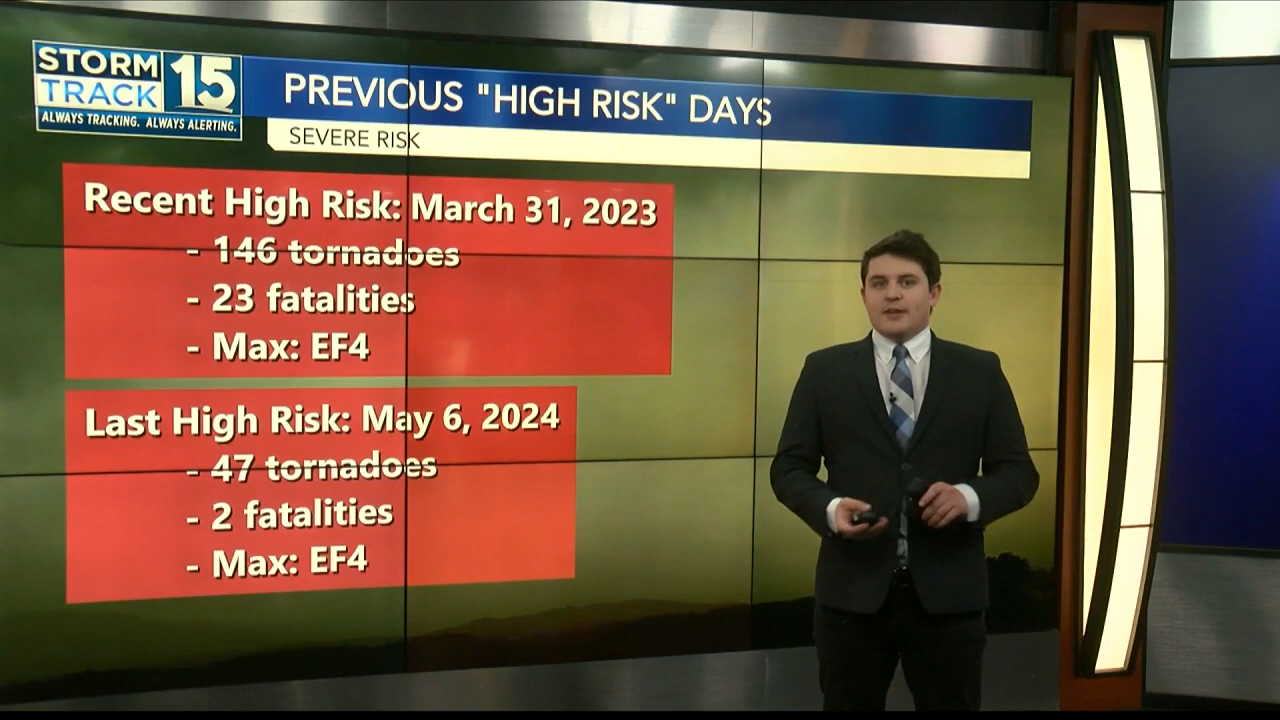 STORM
TRACK
15
ALWAYS TRACKING. ALWAYS ALERTING.
PREVIOUS "HIGH RISK" DAYS
SEVERE RISK
Recent High Risk: March 31, 2023
- 146 tornadoes
- 23 fatalities
- Max: EF4
Last High Risk: May 6, 2024
- 47 tornadoes
- 2 fatalities
- Max: EF4